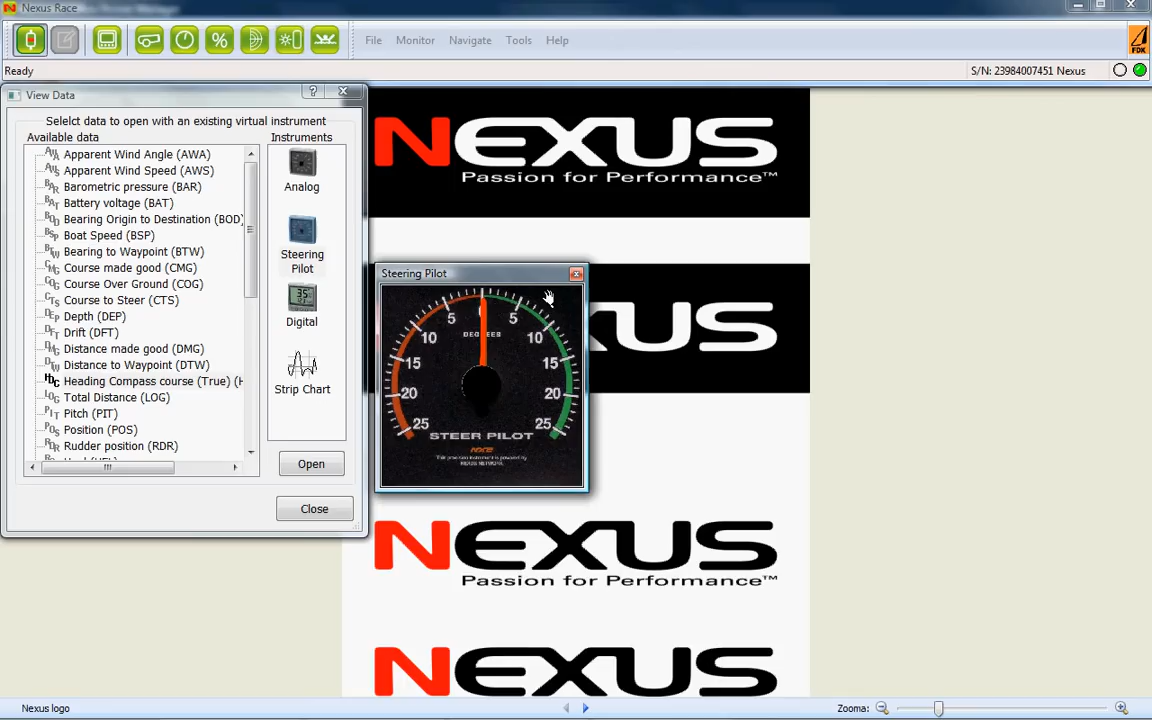 Nexus Race
File Monitor Navigate Tools Help
FDX
Ready
S/N: 23984007451 Nexus
View Data
Selelct data to open with an existing virtual instrument
Available data
Instruments
Apparent Wind Angle (AWA)
Apparent Wind Speed (AWS)
Barometric pressure (BAR)
Battery voltage (BAT)
Bearing Origin to Destination (BOD)
Boat Speed (BSP)
Bearing to Waypoint (BTW)
Course made good (CMG)
Course Over Ground (COG)
Course to Steer (CTS)
Depth (DEP)
Drift (DFT)
Distance made good (DMG)
Distance to Waypoint (DTW)
Heading Compass course (True) (H
Total Distance (LOG)
Pitch (PIT)
Position (POS)
Rudder position (RDR)
Analog
Steering
Pilot
Digital
Strip Chart
Open
Close
NEXUS
Passion for Performance™
Steering Pilot
5 5
DEGREES
10 10
15 15
20 20
25 25
STEER PILOT
XUS
NEXUS
Passion for Performance™
NEXUS
Nexus logo
Zooma: